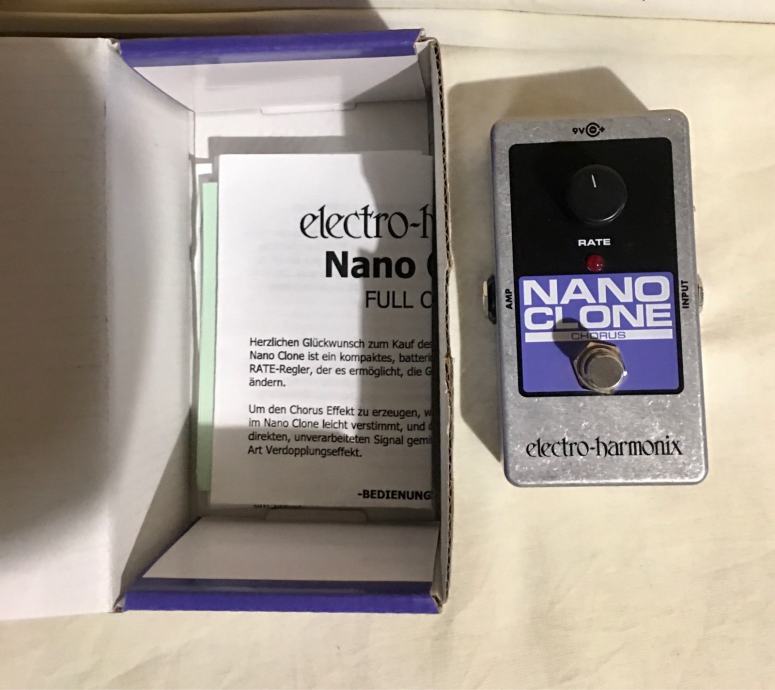 electro-h
Nano
FULL C
Herzlichen Glückwunsch zum Kauf des
Nano Clone ist ein kompaktes, batteri
RATE-Regler, der es ermöglicht, die G
ändern.
Um den Chorus Effekt zu erzeugen, w
im Nano Clone leicht verstimmt, und
direkten, unverarbeiteten Signal gemi
Art Verdopplungseffekt.
-BEDIENUNG
9V
RATE
AMP
INPUT
NANO
CLONE
CHORUS
electro-harmonix